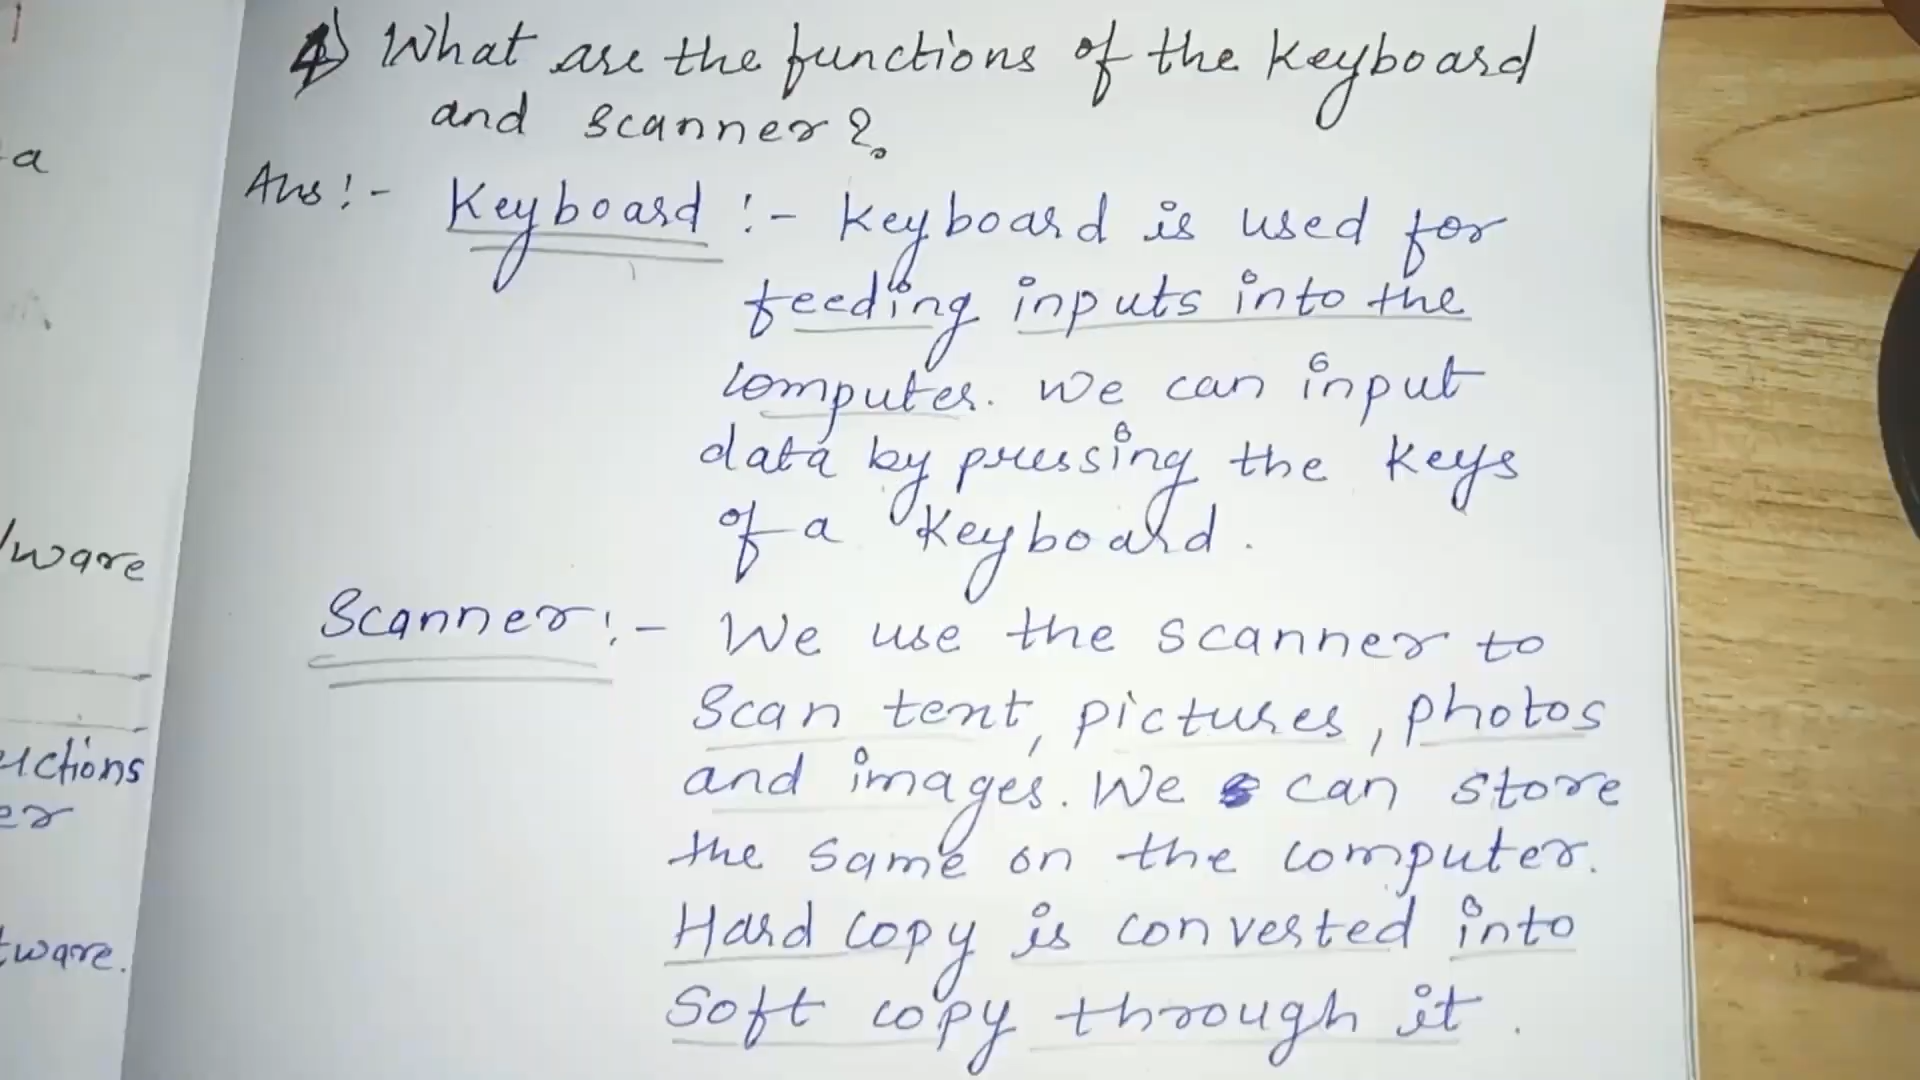 4) What are the functions of the keyboard
and scanner?
Ans:- Keyboard :- Keyboard is used for
feeding inputs into the
computer. We can input
data by pressing the keys
of a keyboard.
Scanner:- We use the scanner to
Scan text, pictures, photos
and images. We can store
the same on the computer.
Hard copy is converted into
Soft copy through it.
a
ware
uctions
er
tware.